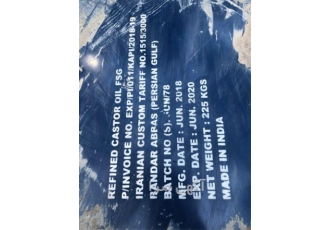 REFINED CASTOR OIL FSG
P/INVOICE NO. EXP/PI/011/KAPI/2018-19
IRANIAN CUSTOM TARIFF NO.1515/3000
BANDAR ABBAS (PERSIAN GULF)
BATCH NO (S). JUN/78
MFG. DATE : JUN. 2018
EXP. DATE : JUN. 2020
NET WEIGHT : 225 KGS
MADE IN INDIA